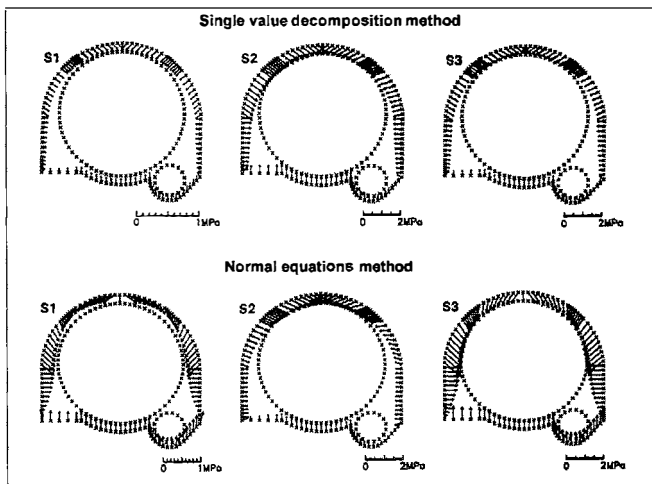 Single value decomposition method
S1 S2 S3
0 1MPa 0 2MPa 0 2MPa
Normal equations method
S1 S2 S3
0 1MPa 0 2MPa 0 2MPa